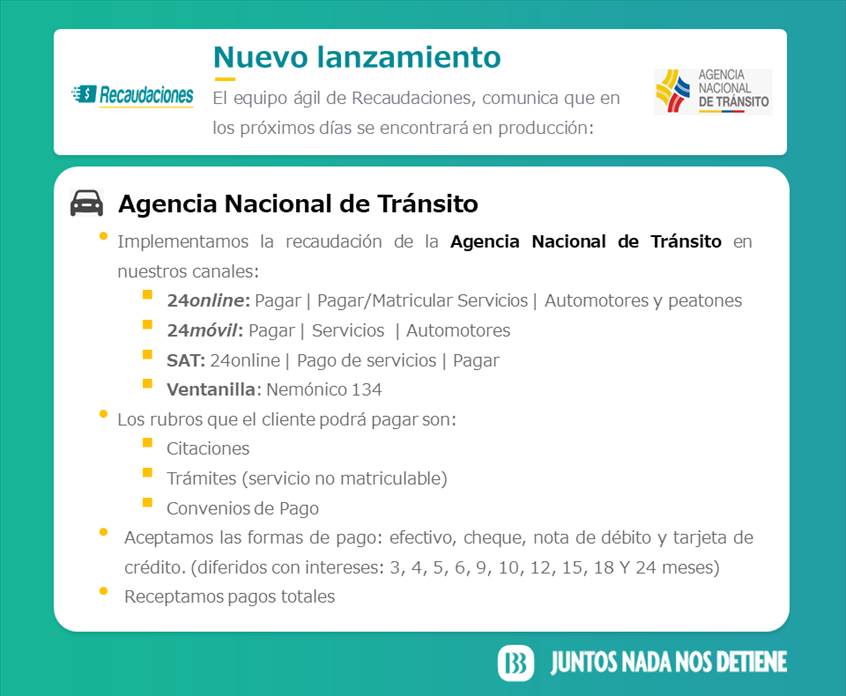 Nuevo lanzamiento
Recaudaciones
El equipo ágil de Recaudaciones, comunica que en
los próximos días se encontrará en producción:
AGENCIA
NACIONAL
DE TRÁNSITO
Agencia Nacional de Tránsito
Implementamos la recaudación de la Agencia Nacional de Tránsito en
nuestros canales:
24online: Pagar | Pagar/Matricular Servicios | Automotores y peatones
24móvil: Pagar | Servicios | Automotores
SAT: 24online | Pago de servicios | Pagar
Ventanilla: Nemónico 134
Los rubros que el cliente podrá pagar son:
Citaciones
Trámites (servicio no matriculable)
Convenios de Pago
Aceptamos las formas de pago: efectivo, cheque, nota de débito y tarjeta de
crédito. (diferidos con intereses: 3, 4, 5, 6, 9, 10, 12, 15, 18 Y 24 meses)
Receptamos pagos totales
BB JUNTOS NADA NOS DETIENE